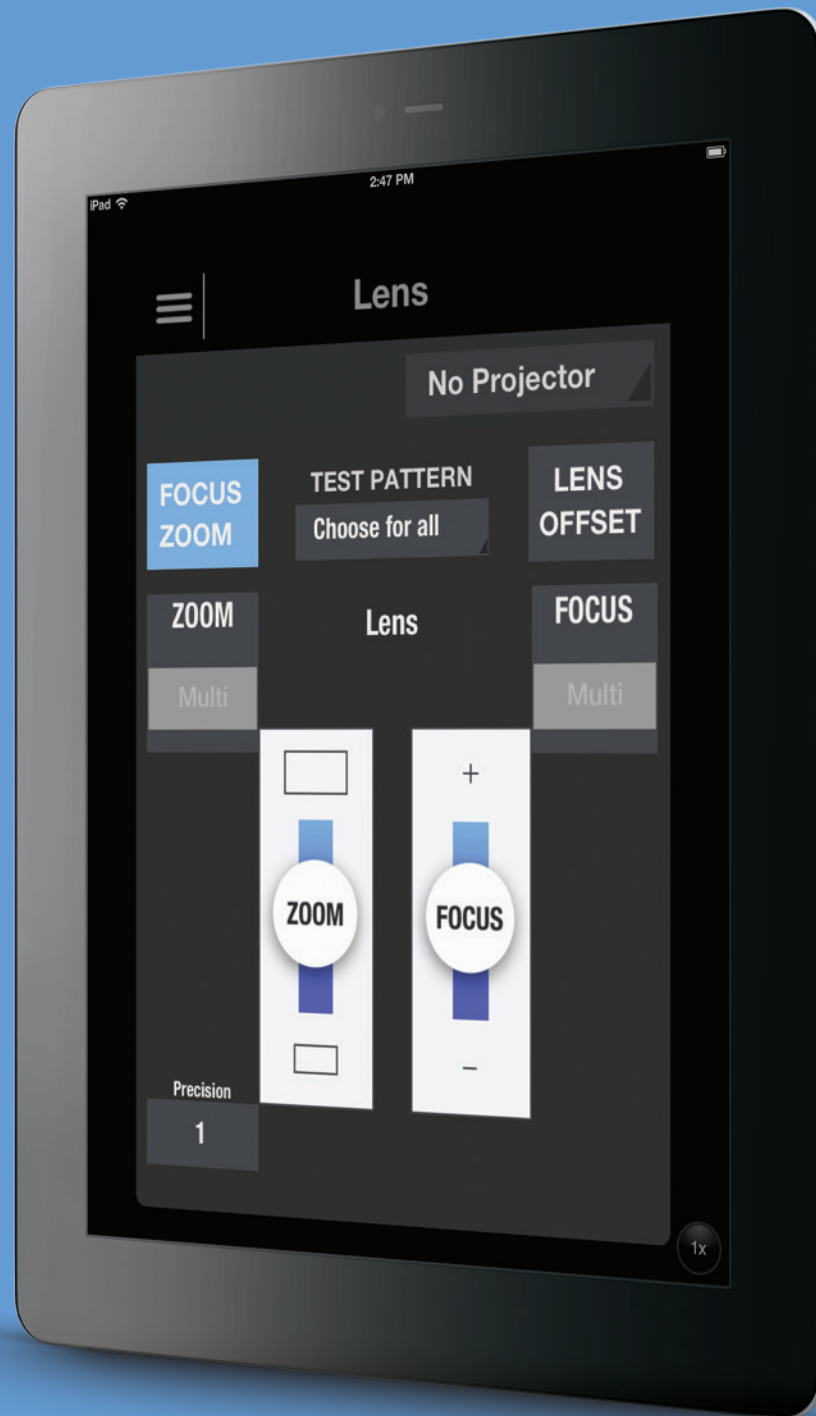 iPad
2:47 PM
Lens
No Projector
FOCUS
ZOOM
TEST PATTERN
Choose for all
LENS
OFFSET
ZOOM
Multi
Lens
FOCUS
Multi
+
ZOOM
FOCUS
−
Precision
1
1x